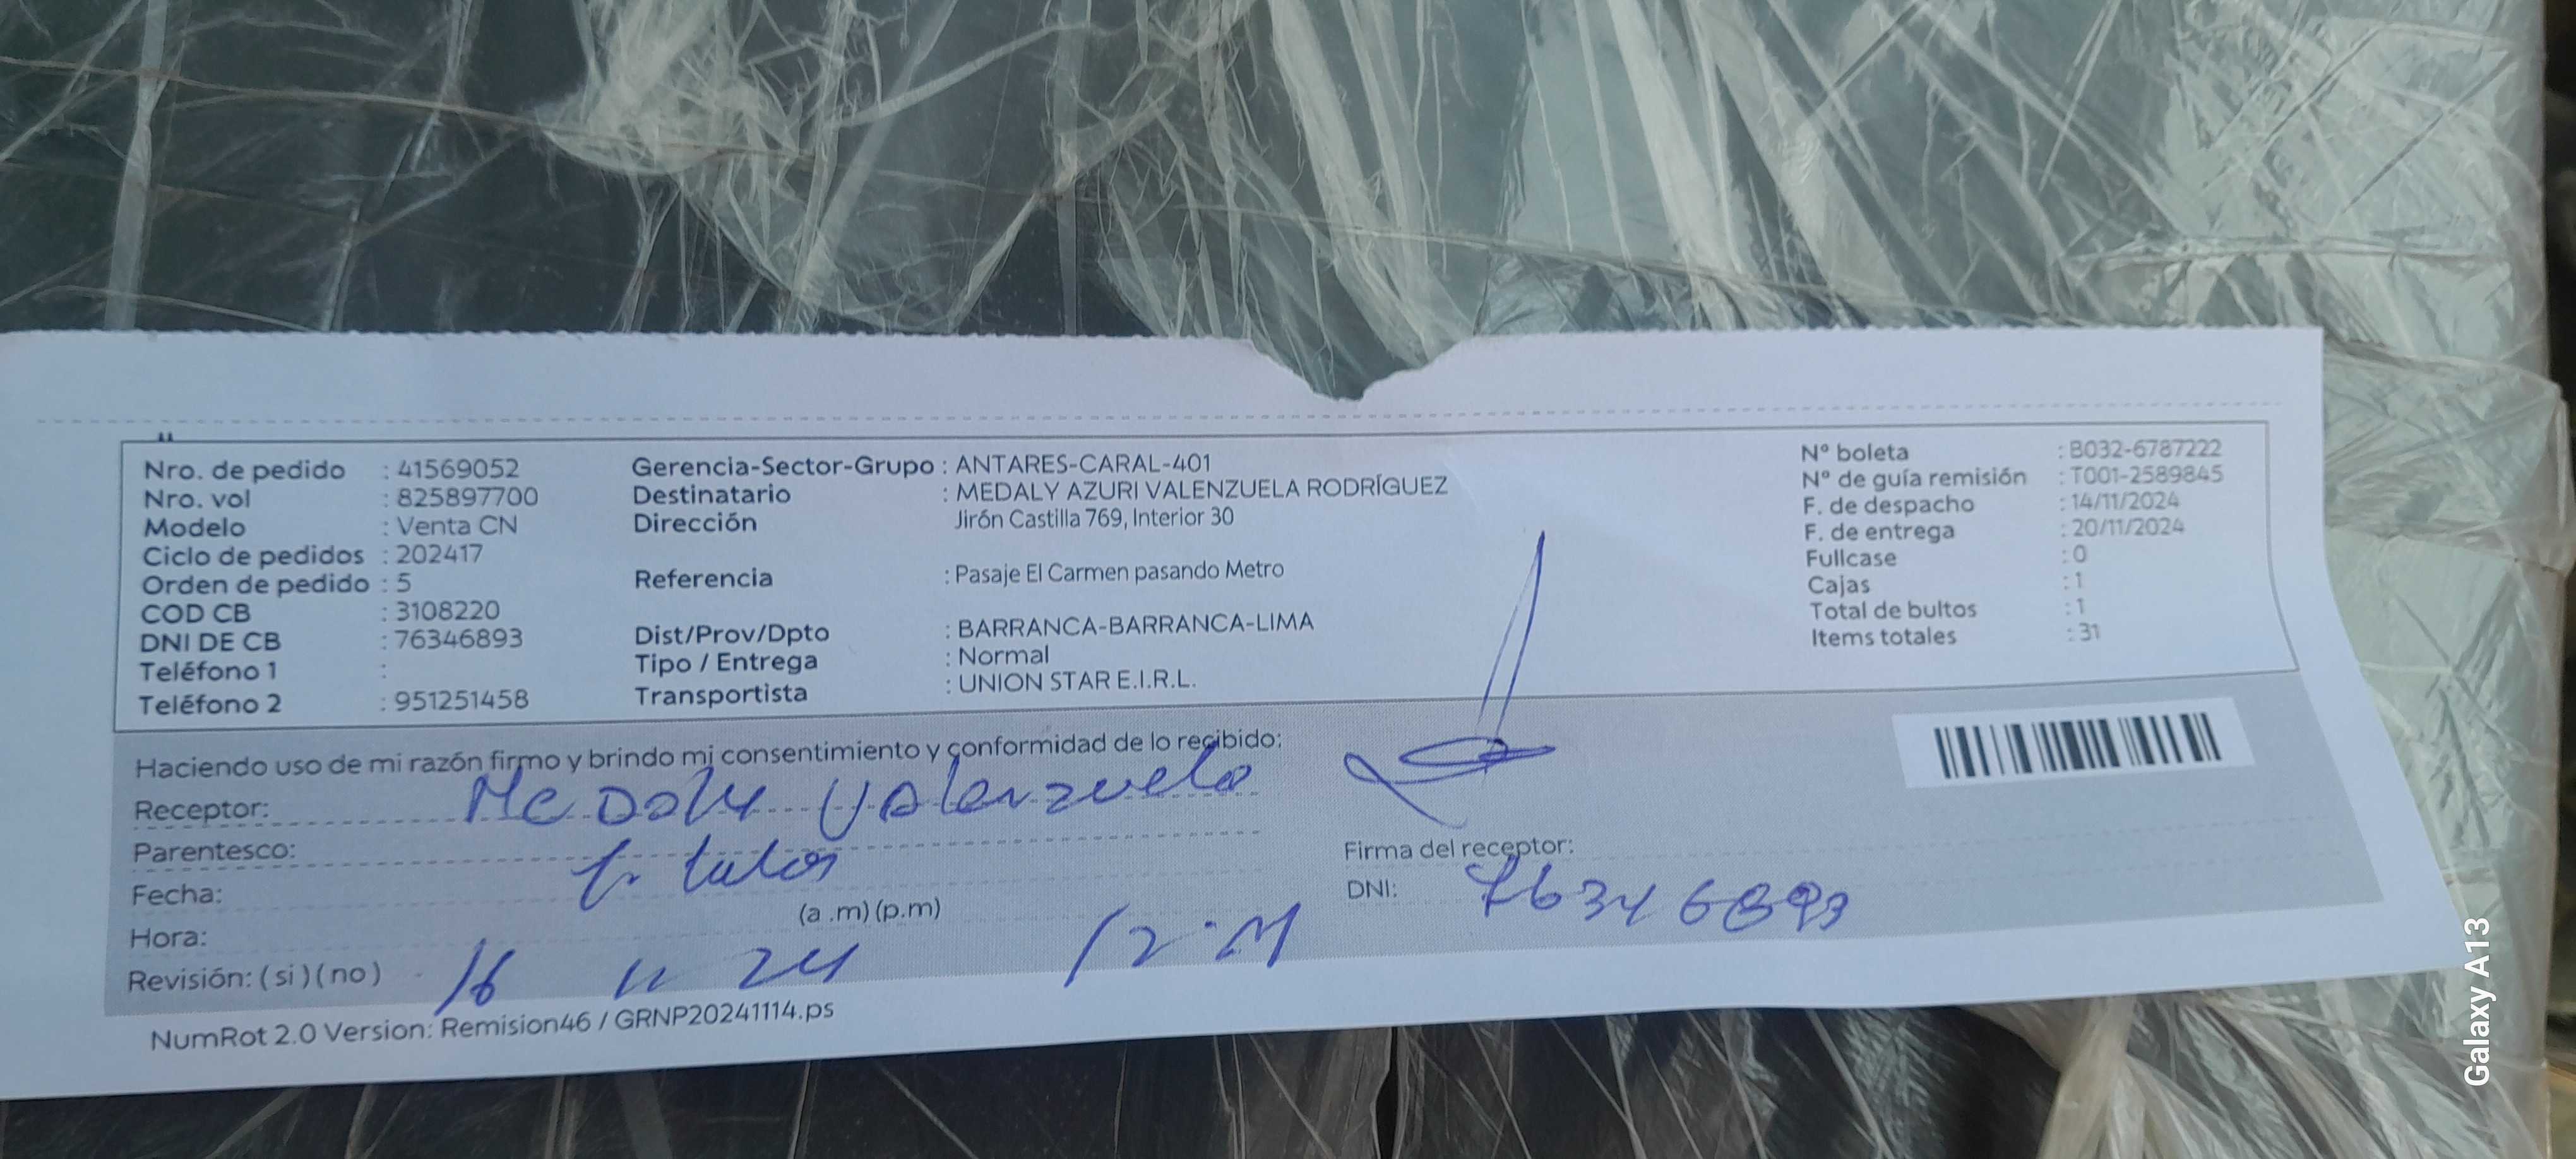 Nro. de pedido : 41569052
Nro. vol : 825897700
Modelo : Venta CN
Ciclo de pedidos : 202417
Orden de pedido : 5
COD CB : 3108220
DNI DE CB : 76346893
Teléfono 1 :
Teléfono 2 : 951251458
Gerencia-Sector-Grupo : ANTARES-CARAL-401
Destinatario : MEDALY AZURI VALENZUELA RODRÍGUEZ
Dirección Jirón Castilla 769, Interior 30
Referencia : Pasaje El Carmen pasando Metro
Dist/Prov/Dpto : BARRANCA-BARRANCA-LIMA
Tipo / Entrega : Normal
Transportista : UNION STAR E.I.R.L.
N° boleta : B032-6787222
N° de guía remisión : T001-2589845
F. de despacho : 14/11/2024
F. de entrega : 20/11/2024
Fullcase : 0
Cajas : 1
Total de bultos : 1
Items totales : 31
Haciendo uso de mi razón firmo y brindo mi consentimiento y conformidad de lo recibido:
Receptor: Medaly Valenzuela
Parentesco:
Fecha:
(a .m) (p.m)
Hora:
Revisión: ( si ) ( no )
16 11 24 12.
Firma del receptor:
DNI: 76346893
NumRot 2.0 Version: Remision46 / GRNP20241114.ps
Galaxy A13